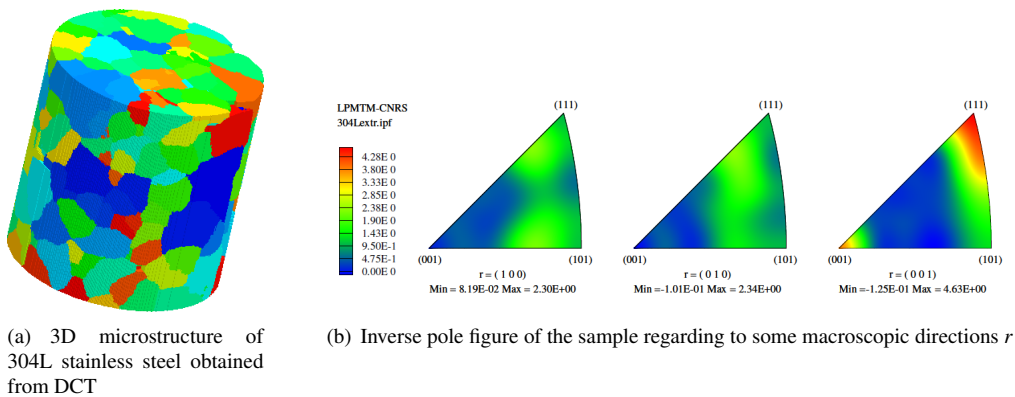 LPMTM-CNRS
304Lextr.ipf
4.28E 0
3.80E 0
3.33E 0
2.85E 0
2.38E 0
1.90E 0
1.43E 0
9.50E-1
4.75E-1
0.00E 0
(111)
(001)
(101)
r = ( 1 0 0 )
Min = 8.19E-02 Max = 2.30E+00
(111)
(001)
(101)
r = ( 0 1 0 )
Min =-1.01E-01 Max = 2.34E+00
(111)
(001)
(101)
r = ( 0 0 1 )
Min =-1.25E-01 Max = 4.63E+00
(a) 3D microstructure of
304L stainless steel obtained
from DCT
(b) Inverse pole figure of the sample regarding to some macroscopic directions r